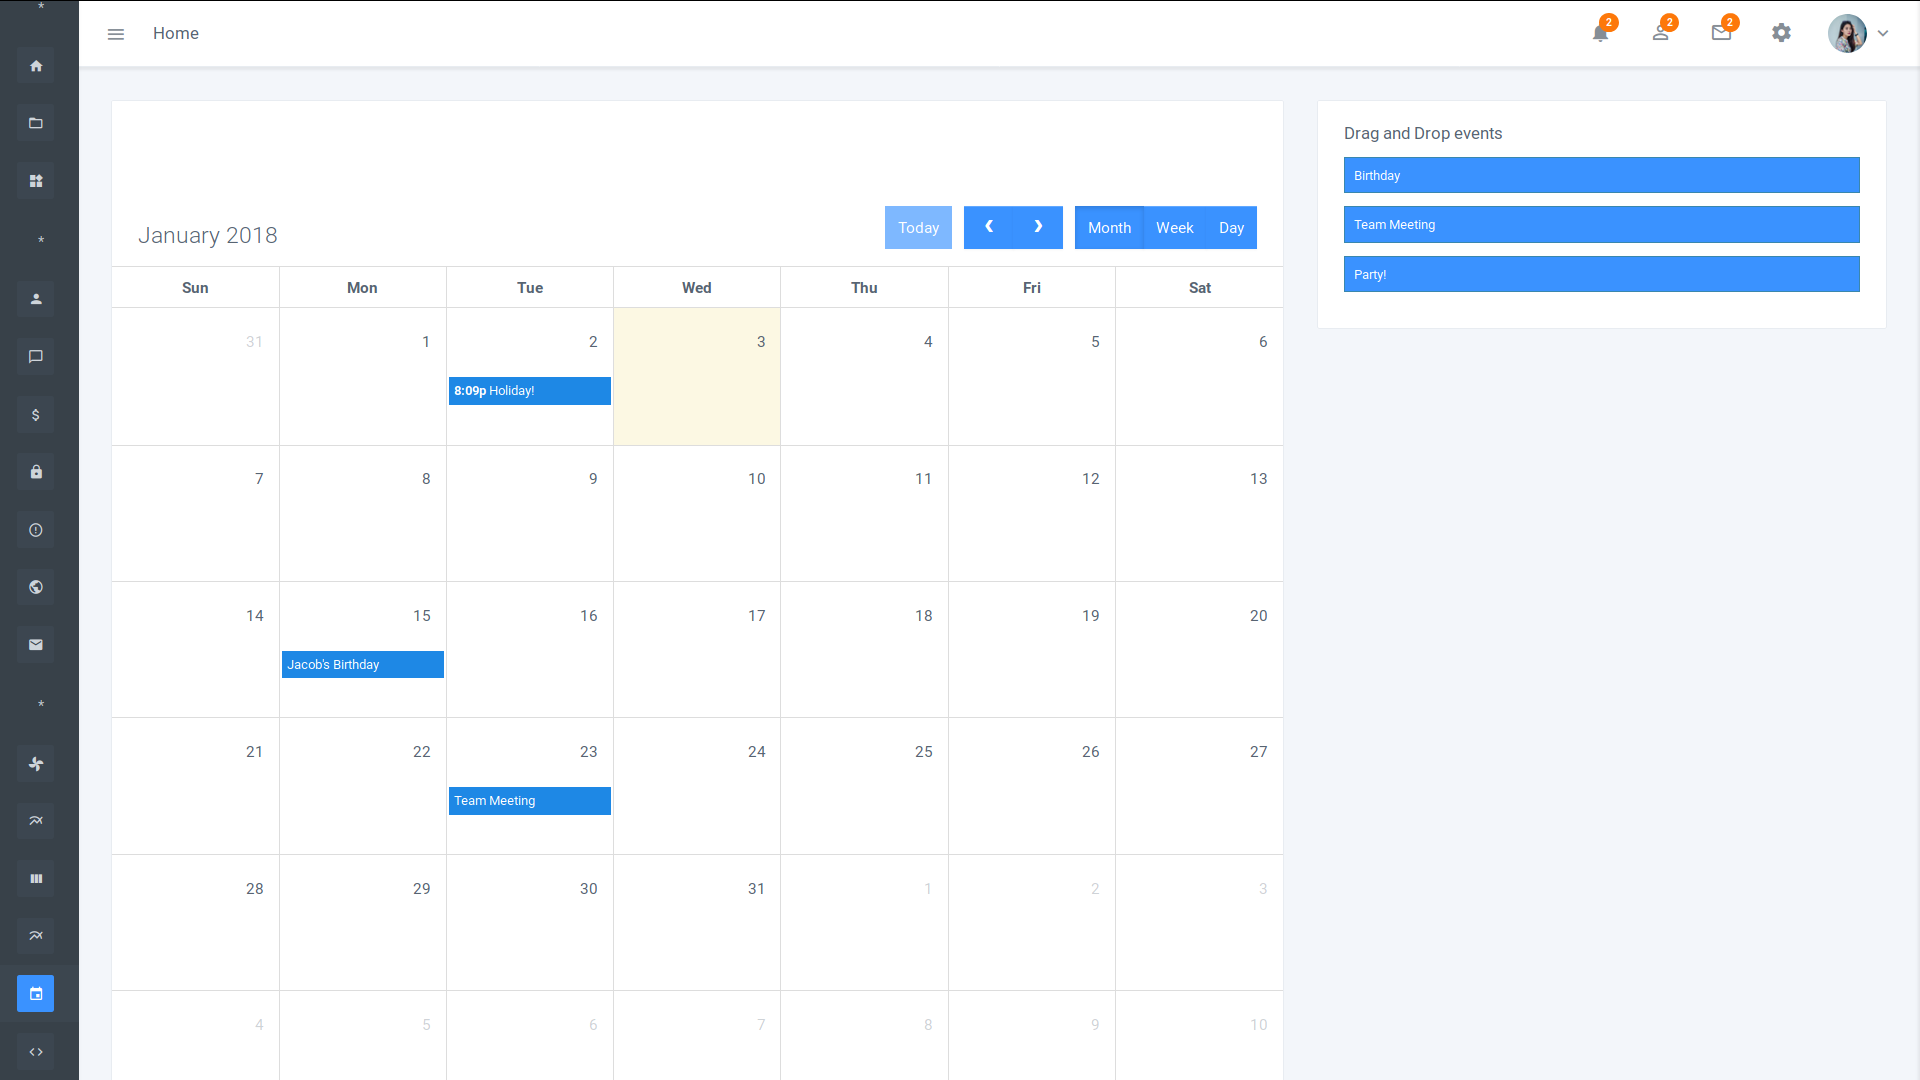 *
Home
2
2
2
Drag and Drop events
Birthday
Team Meeting
Party!
January 2018
Today
Month Week Day
Sun Mon Tue Wed Thu Fri Sat
31 1 2 3 4 5 6
8:09p Holiday!
7 8 9 10 11 12 13
14 15 16 17 18 19 20
Jacob's Birthday
21 22 23 24 25 26 27
Team Meeting
28 29 30 31 1 2 3
4 5 6 7 8 9 10
*
*